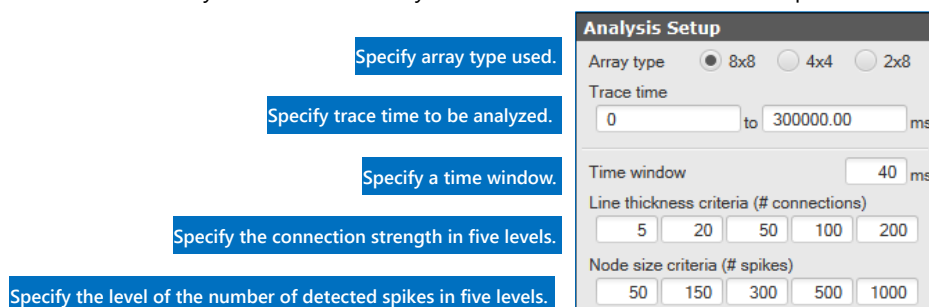 Analysis Setup
Specify array type used.
Array type 8x8 4x4 2x8
Trace time
Specify trace time to be analyzed.
0 to 300000.00 ms
Specify a time window.
Time window 40 ms
Line thickness criteria (# connections)
Specify the connection strength in five levels.
5 20 50 100 200
Node size criteria (# spikes)
Specify the level of the number of detected spikes in five levels.
50 150 300 500 1000